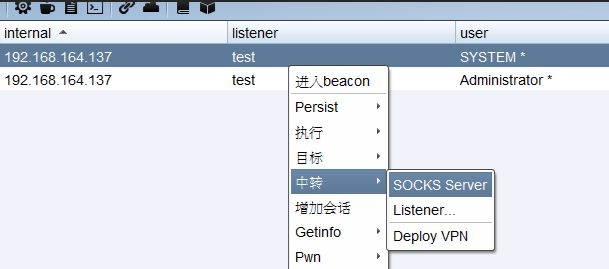 internal listener user
192.168.164.137 test SYSTEM *
192.168.164.137 test Administrator *
进入beacon
Persist
执行
目标
中转
SOCKS Server
增加会话
Listener...
Getinfo
Deploy VPN
Pwn